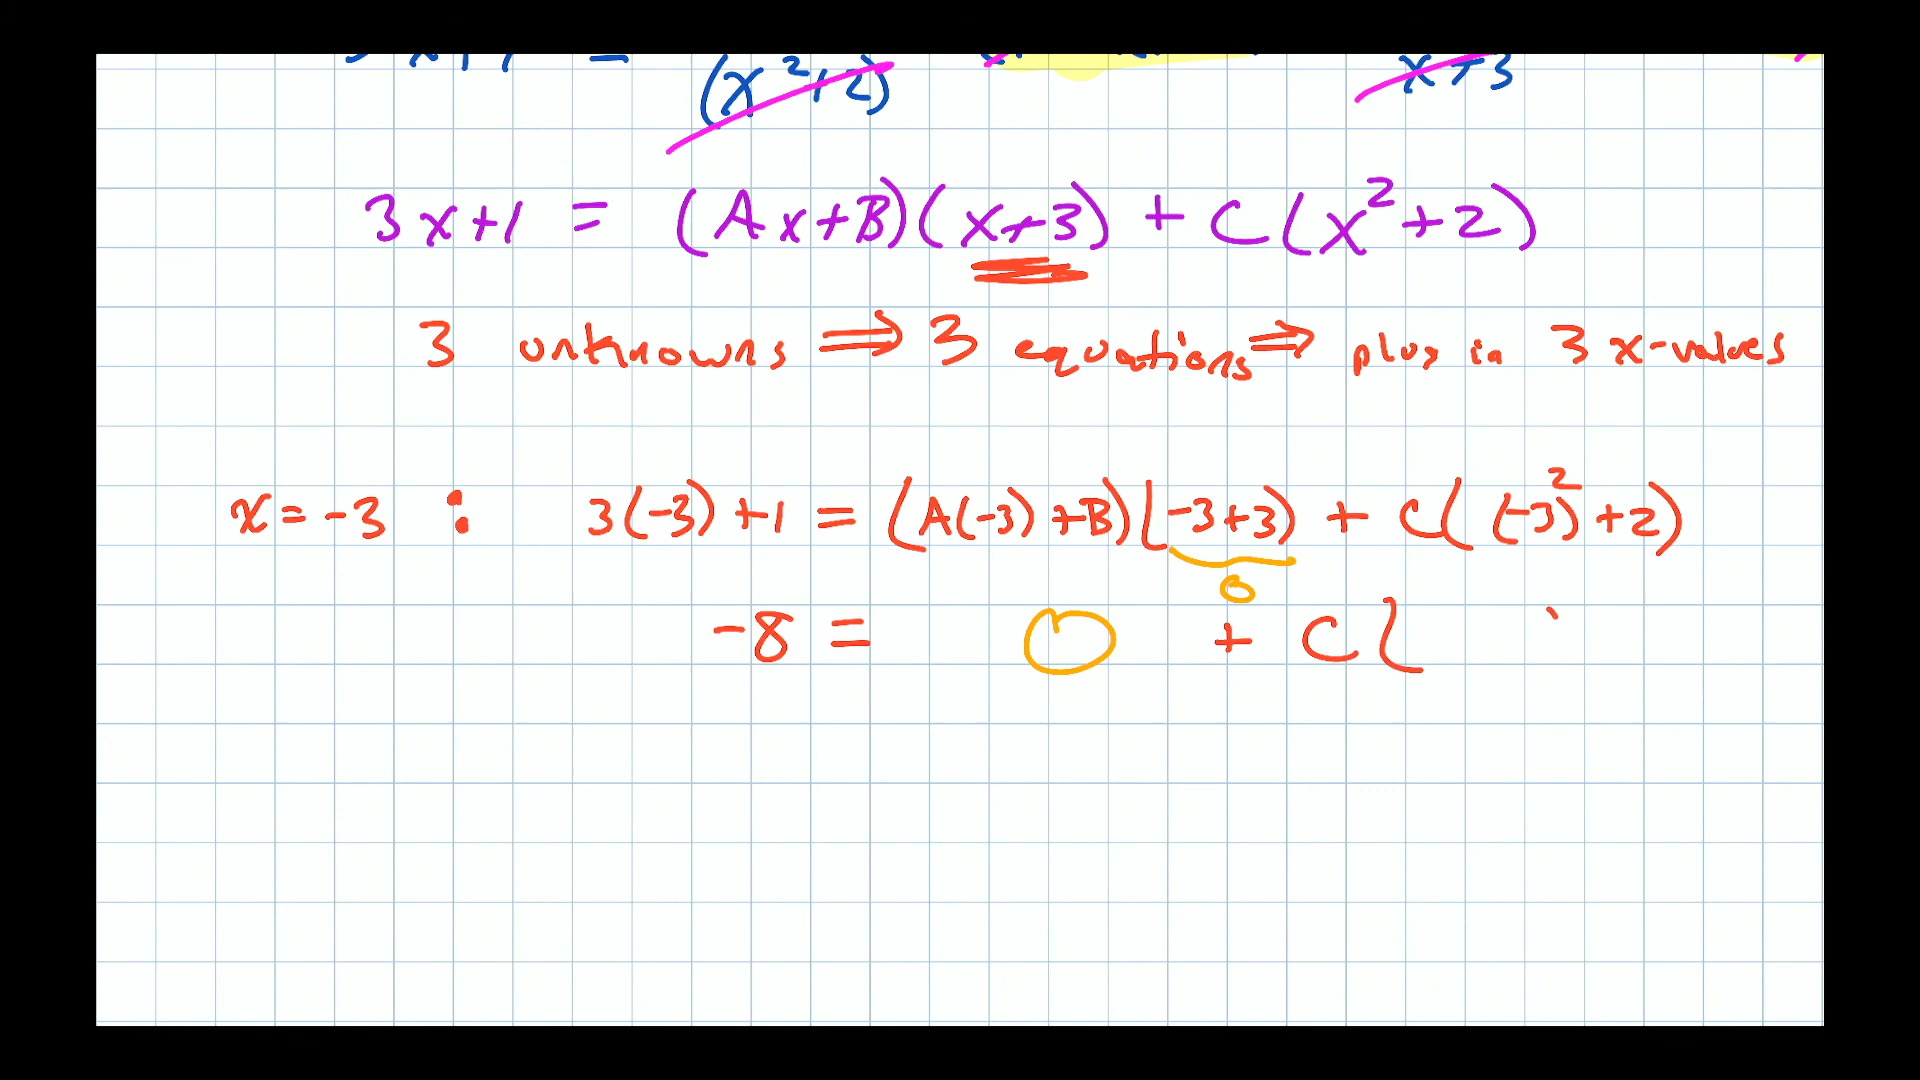 (x²+2) x+3
3x+1 = (Ax+B)(x+3) + C(x²+2)
3 unknowns ⟹ 3 equations ⟹ plug in 3 x-values
x = -3 : 3(-3)+1 = (A(-3)+B)(-3+3) + C((-3)²+2)
0
-8 = 0 + C(